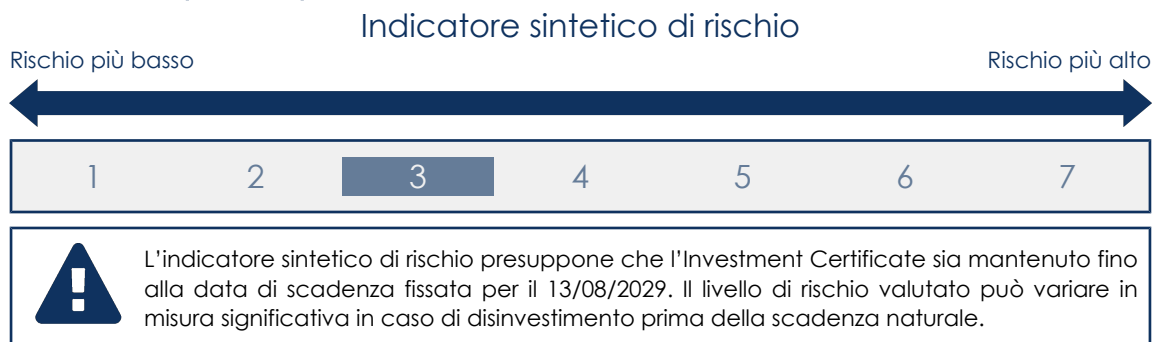 Indicatore sintetico di rischio
Rischio più basso
Rischio più alto
1 2 3 4 5 6 7
L'indicatore sintetico di rischio presuppone che l'Investment Certificate sia mantenuto fino
alla data di scadenza fissata per il 13/08/2029. Il livello di rischio valutato può variare in
misura significativa in caso di disinvestimento prima della scadenza naturale.